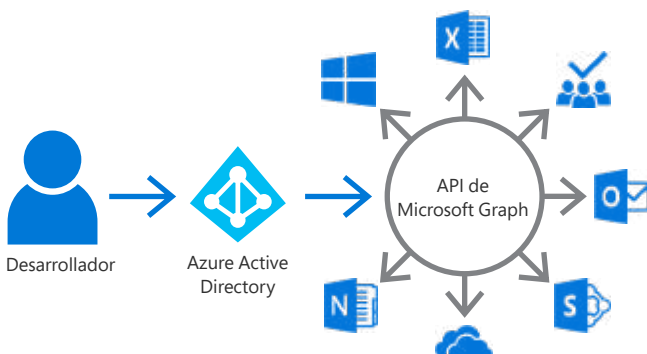 X
API de
Microsoft Graph
O
Desarrollador
Azure Active
Directory
N
S